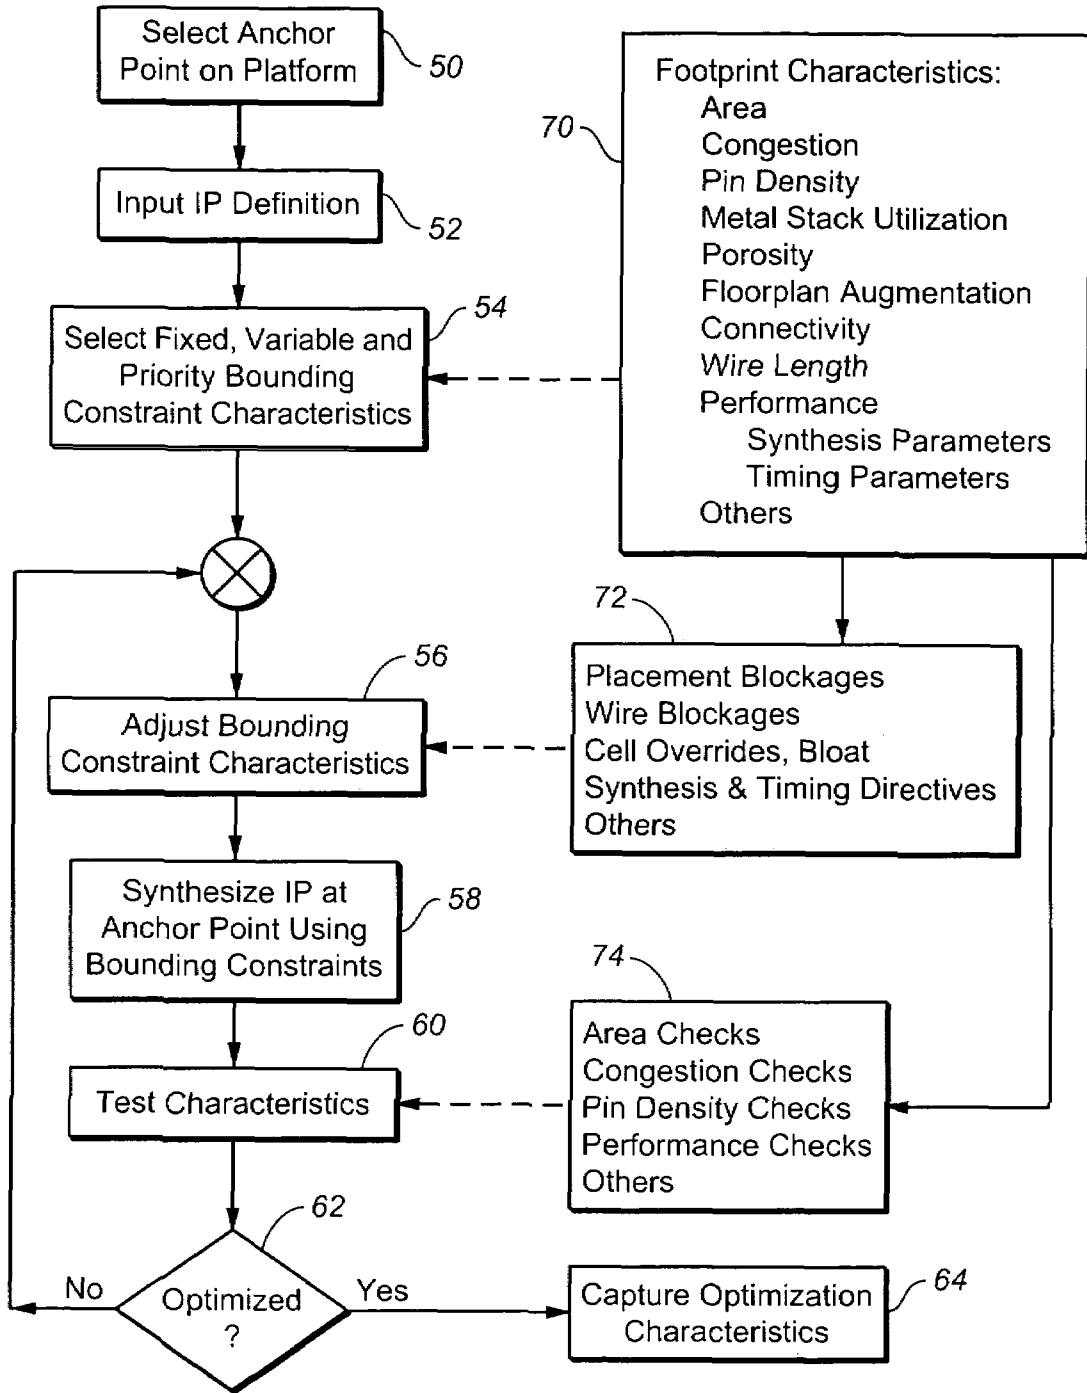 Select Anchor
Point on Platform
50
Input IP Definition
52
Select Fixed, Variable and
Priority Bounding
Constraint Characteristics
54
Footprint Characteristics:
Area
Congestion
Pin Density
Metal Stack Utilization
Porosity
Floorplan Augmentation
Connectivity
Wire Length
Performance
Synthesis Parameters
Timing Parameters
Others
70
Adjust Bounding
Constraint Characteristics
56
Placement Blockages
Wire Blockages
Cell Overrides, Bloat
Synthesis & Timing Directives
Others
72
Synthesize IP at
Anchor Point Using
Bounding Constraints
58
Test Characteristics
60
Area Checks
Congestion Checks
Pin Density Checks
Performance Checks
Others
74
Optimized
?
62
No
Yes
Capture Optimization
Characteristics
64